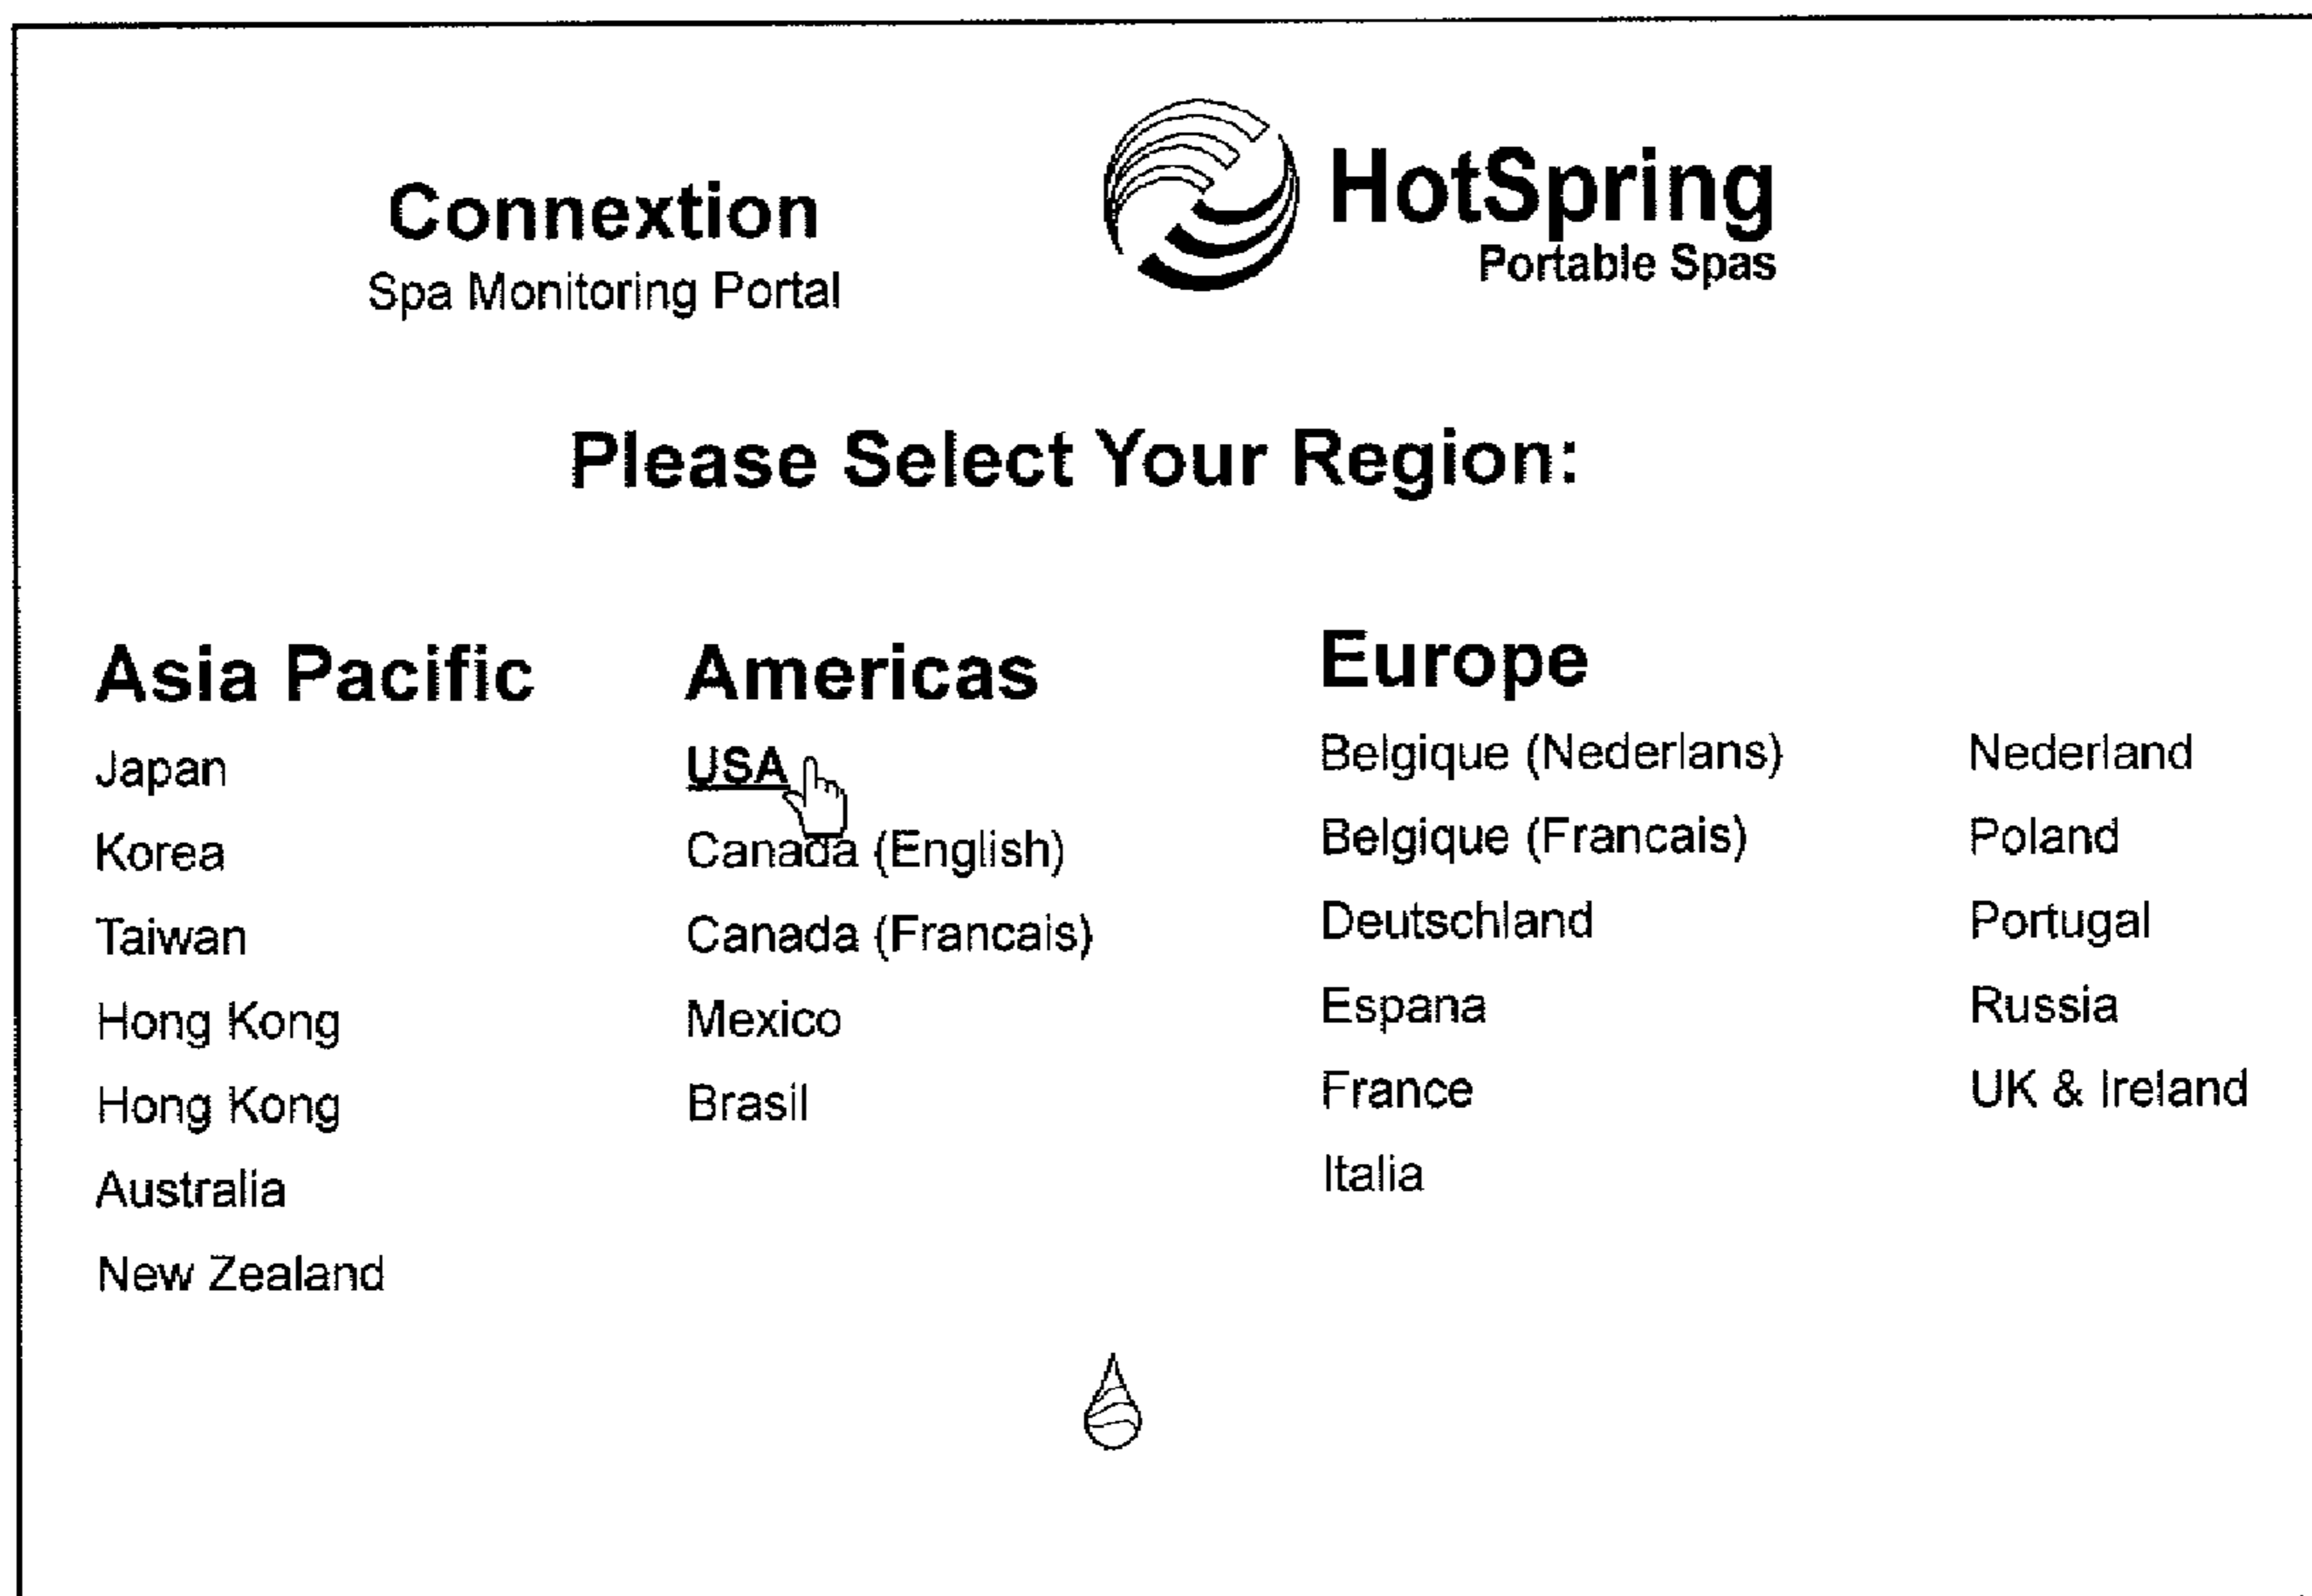 Connextion
Spa Monitoring Portal
HotSpring
Portable Spas
Please Select Your Region:
Asia Pacific
Japan
Korea
Taiwan
Hong Kong
Hong Kong
Australia
New Zealand
Americas
USA
Canada (English)
Canada (Francais)
Mexico
Brasil
Europe
Belgique (Nederlans)
Belgique (Francais)
Deutschland
Espana
France
Italia
Nederland
Poland
Portugal
Russia
UK & Ireland